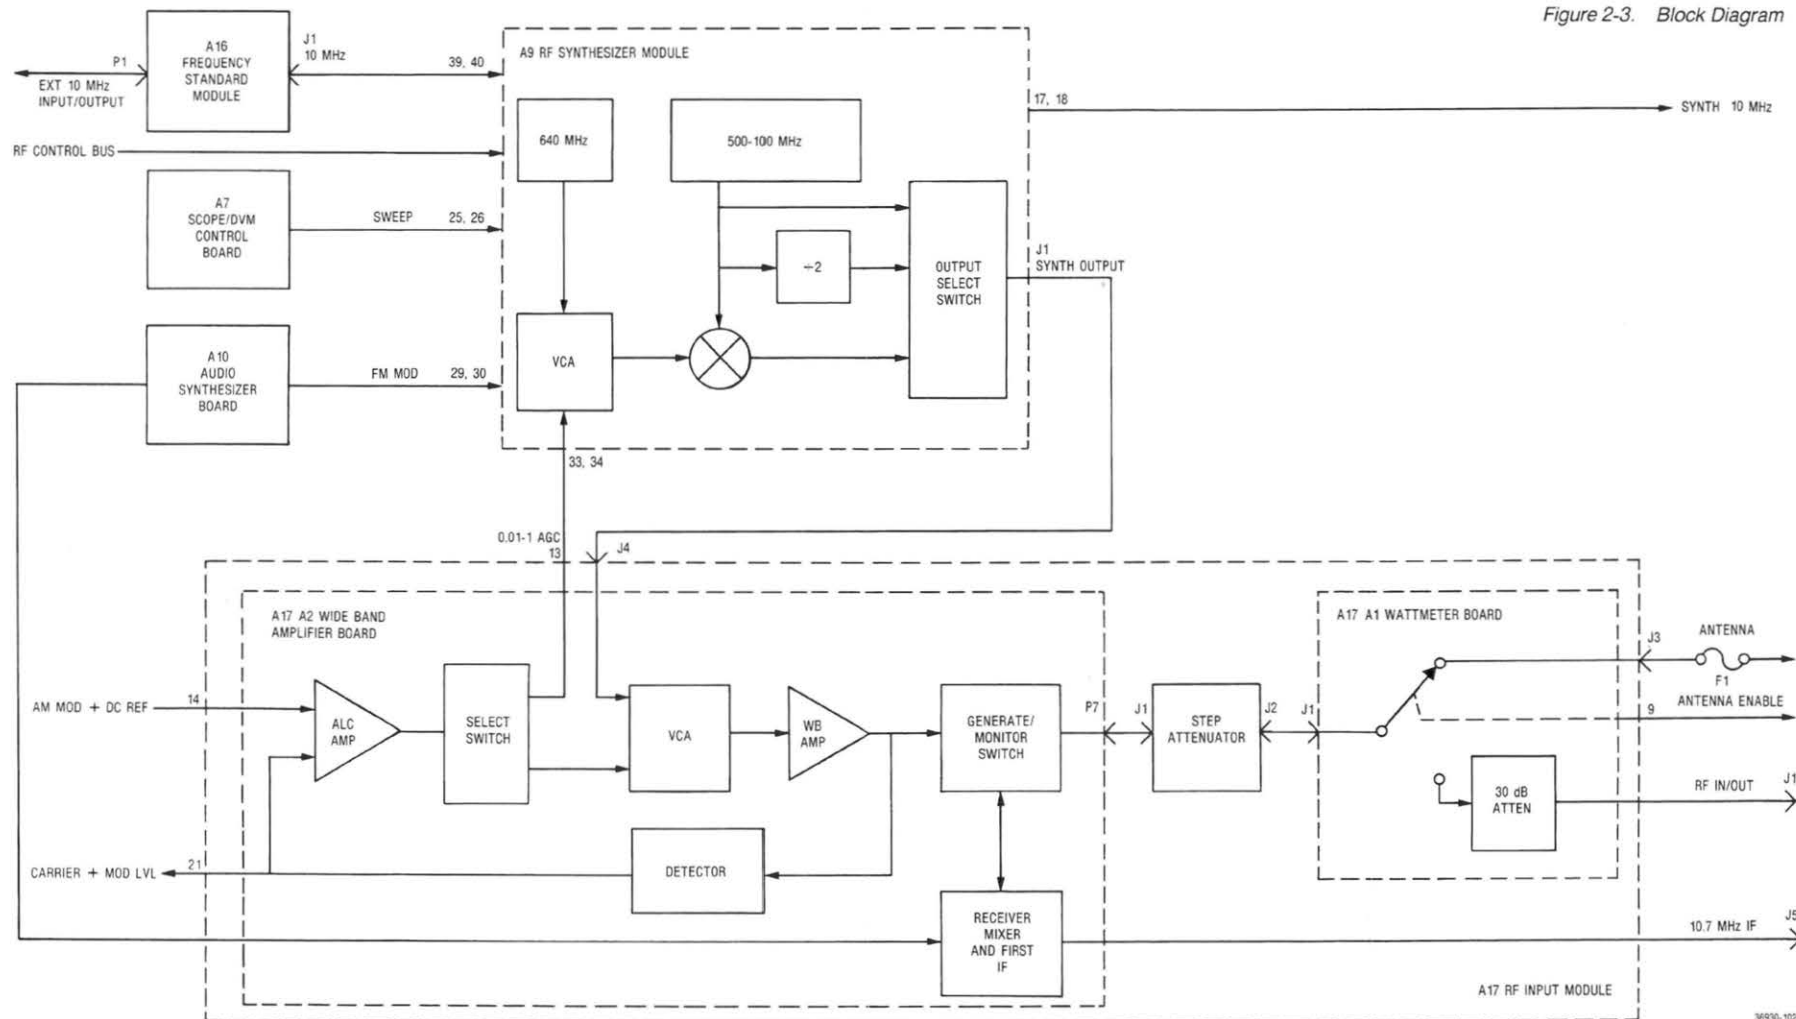 Figure 2-3. Block Diagram
A16
FREQUENCY
STANDARD
MODULE
P1
EXT 10 MHz
INPUT/OUTPUT
J1
10 MHz
39, 40
A9 RF SYNTHESIZER MODULE
640 MHz
500-100 MHz
17, 18
SYNTH 10 MHz
RF CONTROL BUS
A7
SCOPE/DVM
CONTROL
BOARD
SWEEP 25, 26
÷2
OUTPUT
SELECT
SWITCH
J1
SYNTH OUTPUT
VCA
A10
AUDIO
SYNTHESIZER
BOARD
FM MOD 29, 30
33, 34
0.01-1 AGC
13
J4
A17 A2 WIDE BAND
AMPLIFIER BOARD
A17 A1 WATTMETER BOARD
J3
ANTENNA
F1
ANTENNA ENABLE
9
AM MOD + DC REF
14
ALC
AMP
SELECT
SWITCH
VCA
WB
AMP
GENERATE/
MONITOR
SWITCH
P7
J1
STEP
ATTENUATOR
J2
J1
30 dB
ATTEN
RF IN/OUT
J1
CARRIER + MOD LVL
21
DETECTOR
RECEIVER
MIXER
AND FIRST
IF
10.7 MHz IF
J5
A17 RF INPUT MODULE